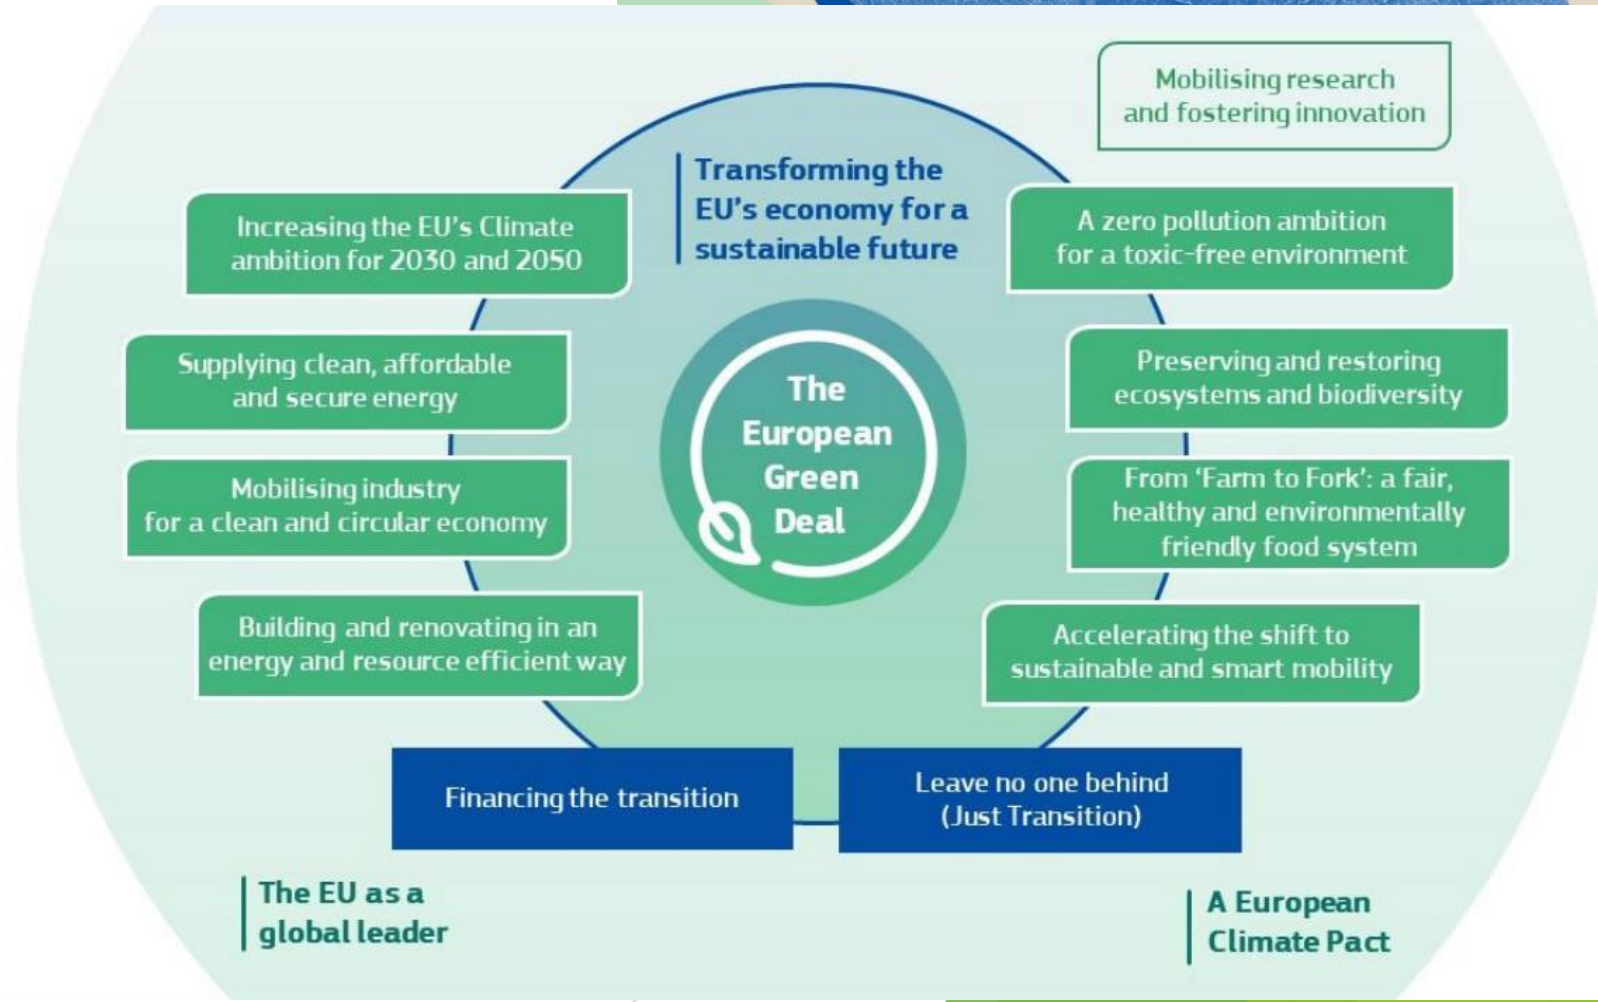 Mobilising research
and fostering innovation
Transforming the
EU's economy for a
sustainable future
Increasing the EU's Climate
ambition for 2030 and 2050
A zero pollution ambition
for a toxic-free environment
Supplying clean, affordable
and secure energy
Preserving and restoring
ecosystems and biodiversity
The
European
Green
Deal
Mobilising industry
for a clean and circular economy
From ‘Farm to Fork’: a fair,
healthy and environmentally
friendly food system
Building and renovating in an
energy and resource efficient way
Accelerating the shift to
sustainable and smart mobility
Financing the transition
Leave no one behind
(Just Transition)
The EU as a
global leader
A European
Climate Pact